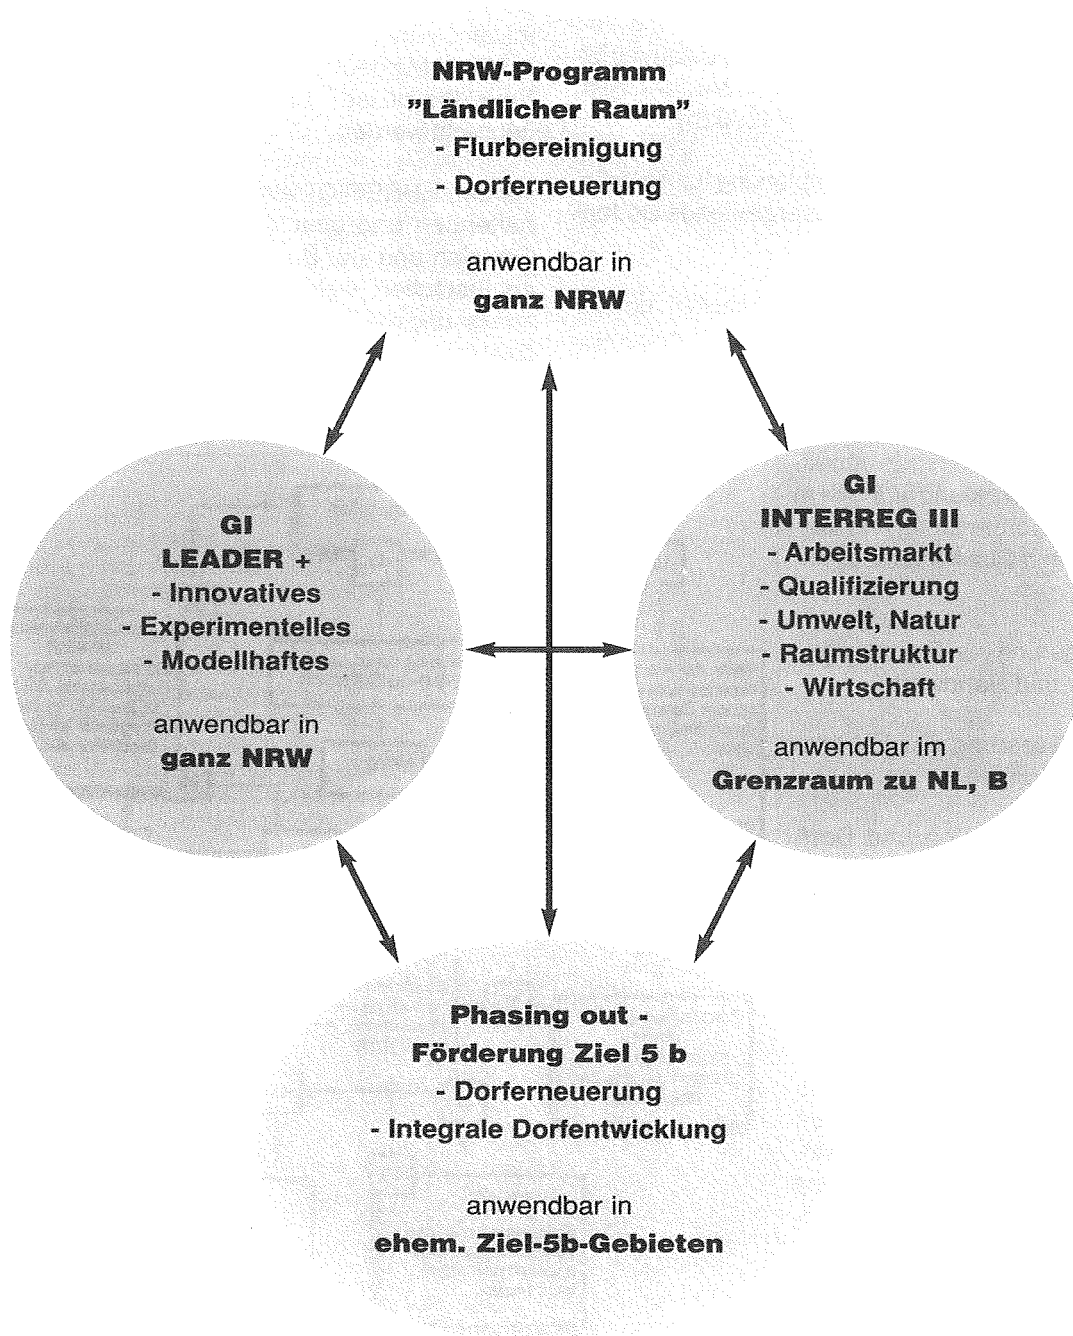 NRW-Programm
”Ländlicher Raum”
- Flurbereinigung
- Dorferneuerung
anwendbar in
ganz NRW
GI
LEADER +
- Innovatives
- Experimentelles
- Modellhaftes
anwendbar in
ganz NRW
GI
INTERREG III
- Arbeitsmarkt
- Qualifizierung
- Umwelt, Natur
- Raumstruktur
- Wirtschaft
anwendbar im
Grenzraum zu NL, B
Phasing out -
Förderung Ziel 5 b
- Dorferneuerung
- Integrale Dorfentwicklung
anwendbar in
ehem. Ziel-5b-Gebieten